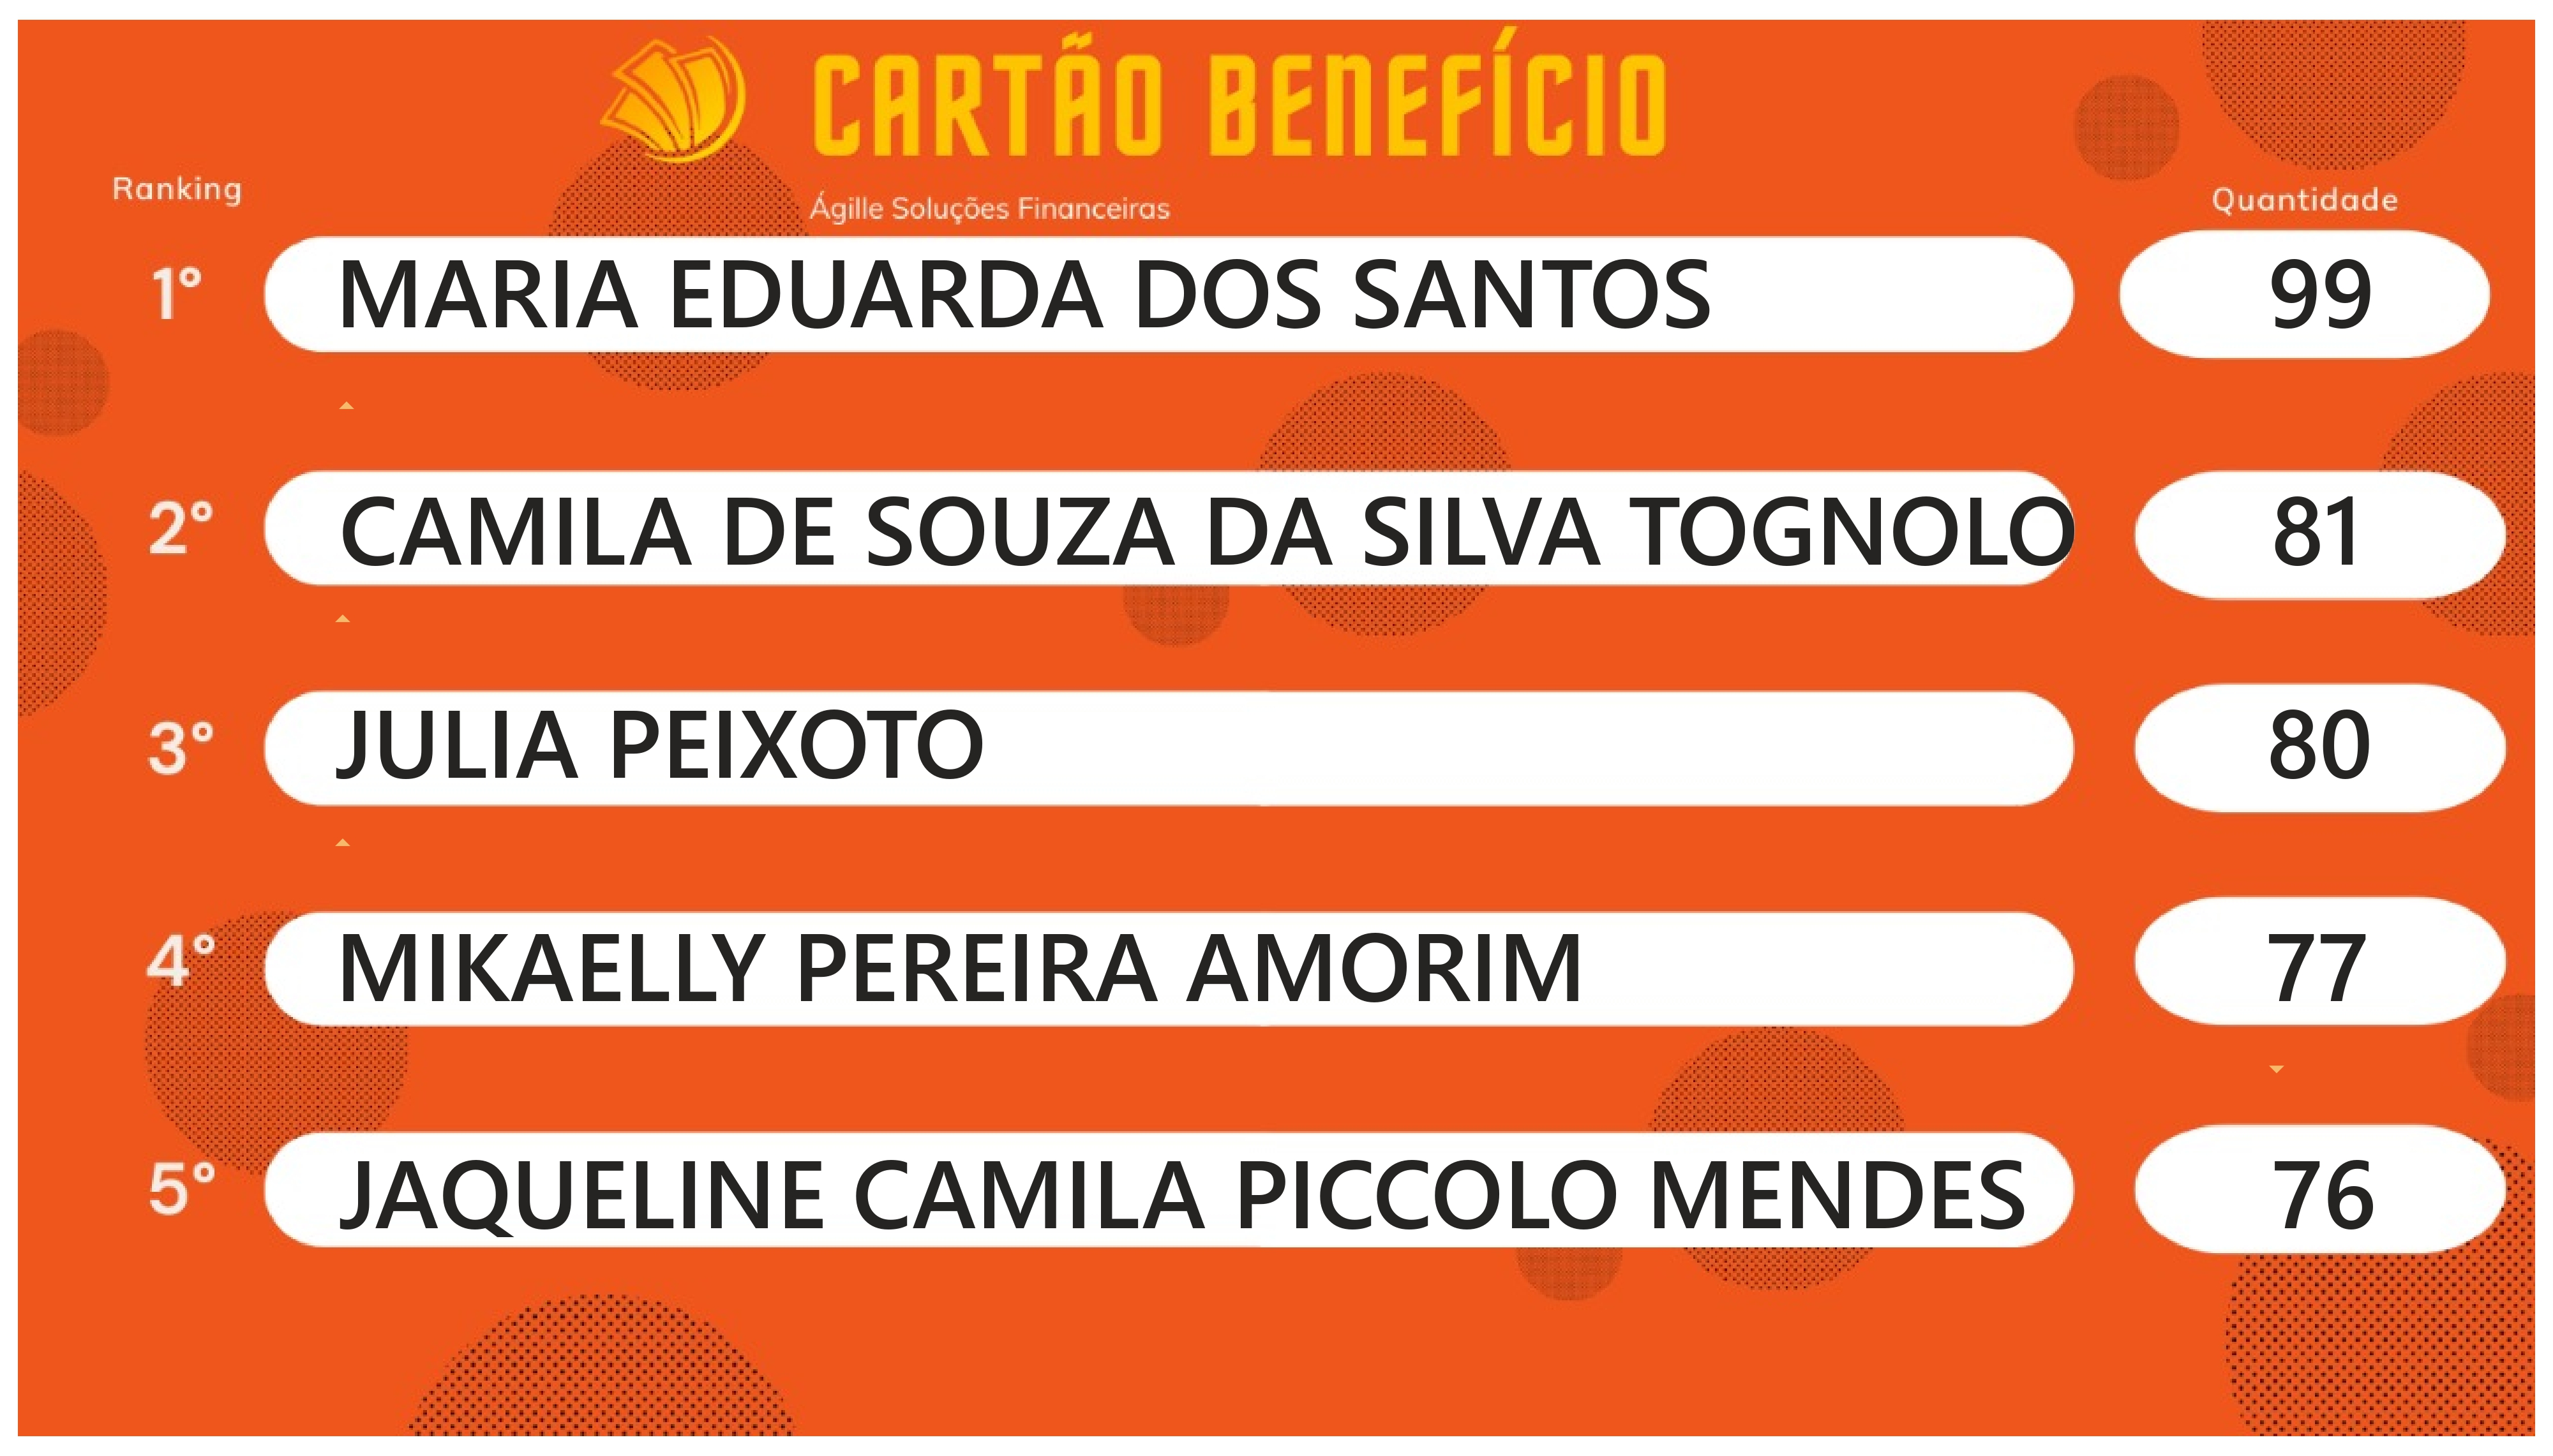 CARTÃO BENEFÍCIO
Ranking
Ágille Soluções Financeiras
Quantidade
1° MARIA EDUARDA DOS SANTOS 99
2° CAMILA DE SOUZA DA SILVA TOGNOLO 81
3° JULIA PEIXOTO 80
4° MIKAELLY PEREIRA AMORIM 77
5° JAQUELINE CAMILA PICCOLO MENDES 76